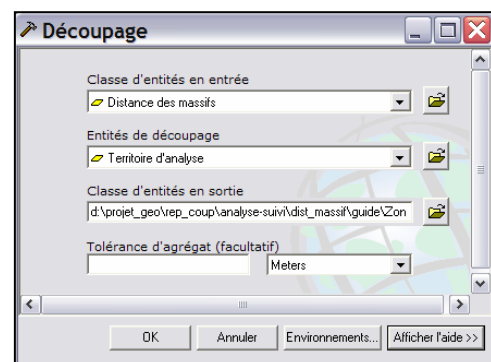 Découpage
Classe d'entités en entrée
Distance des massifs
Entités de découpage
Territoire d'analyse
Classe d'entités en sortie
d:\projet_geo\rep_coup\analyse-suivi\dist_massif\guide\Zon
Tolérance d'agrégat (facultatif)
Meters
OK Annuler Environnements... Afficher l'aide >>